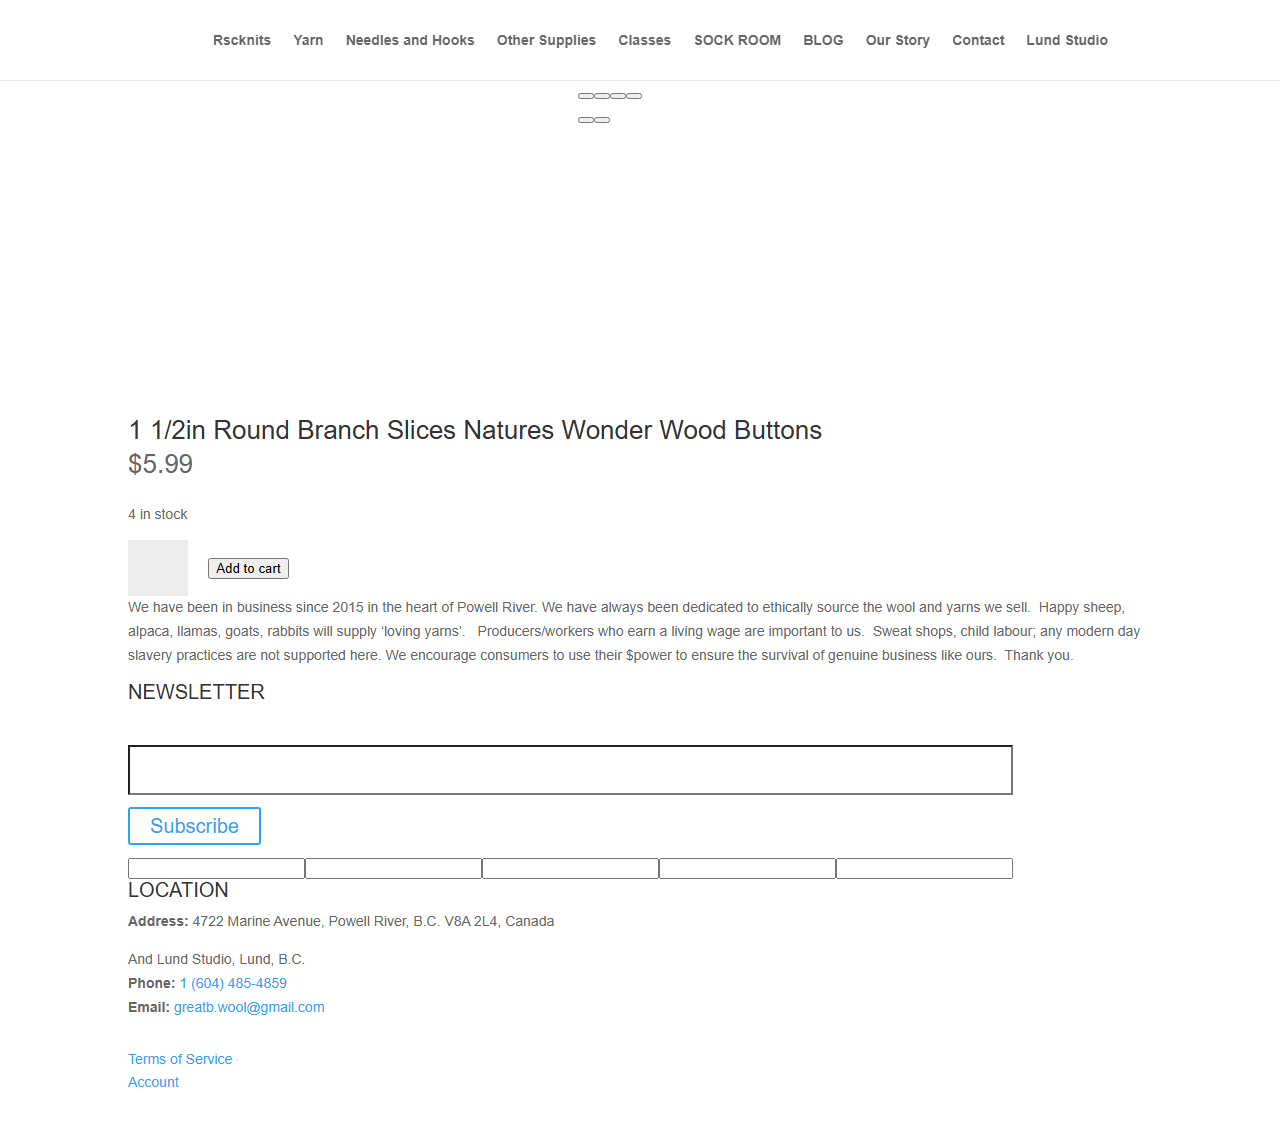 Rscknits Yarn Needles and Hooks Other Supplies Classes SOCK ROOM BLOG Our Story Contact Lund Studio
1 1/2in Round Branch Slices Natures Wonder Wood Buttons
$5.99
4 in stock
Add to cart
We have been in business since 2015 in the heart of Powell River. We have always been dedicated to ethically source the wool and yarns we sell.  Happy sheep,
alpaca, llamas, goats, rabbits will supply ‘loving yarns’.   Producers/workers who earn a living wage are important to us.  Sweat shops, child labour; any modern day
slavery practices are not supported here. We encourage consumers to use their $power to ensure the survival of genuine business like ours.  Thank you.
NEWSLETTER
Subscribe
LOCATION
Address: 4722 Marine Avenue, Powell River, B.C. V8A 2L4, Canada
And Lund Studio, Lund, B.C.
Phone: 1 (604) 485-4859
Email: greatb.wool@gmail.com
Terms of Service
Account